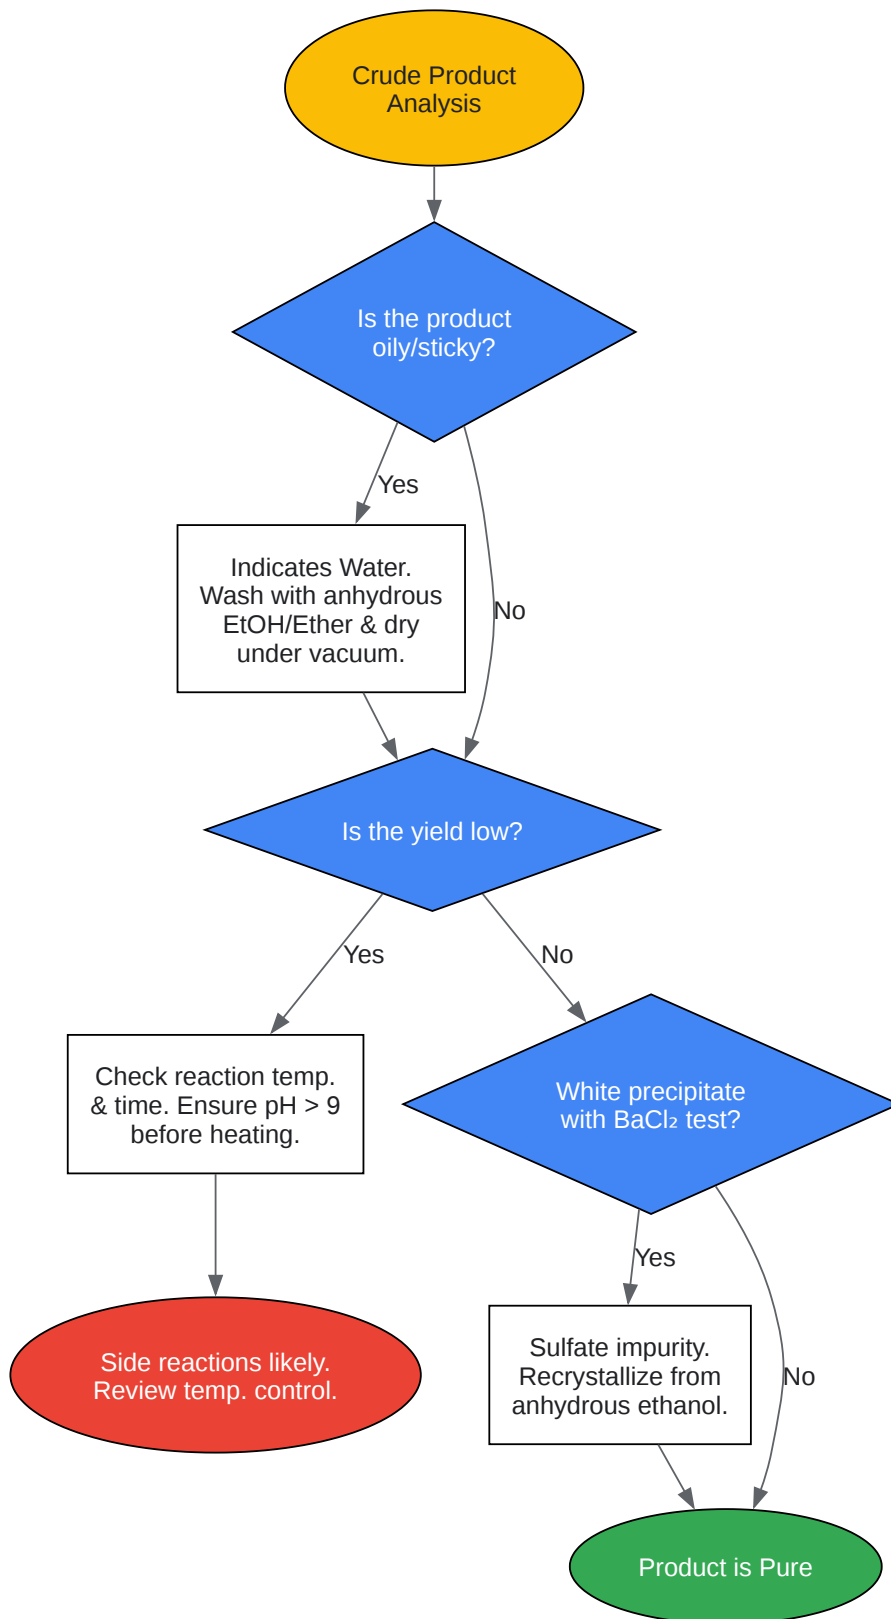 Crude Product
Analysis
Is the product
oily/sticky?
Yes
Indicates Water.
Wash with anhydrous
EtOH/Ether & dry
under vacuum.
No
Is the yield low?
Yes
No
Check reaction temp.
& time. Ensure pH > 9
before heating.
White precipitate
with BaCl₂ test?
Yes
Side reactions likely.
Review temp. control.
Sulfate impurity.
Recrystallize from
anhydrous ethanol.
No
Product is Pure